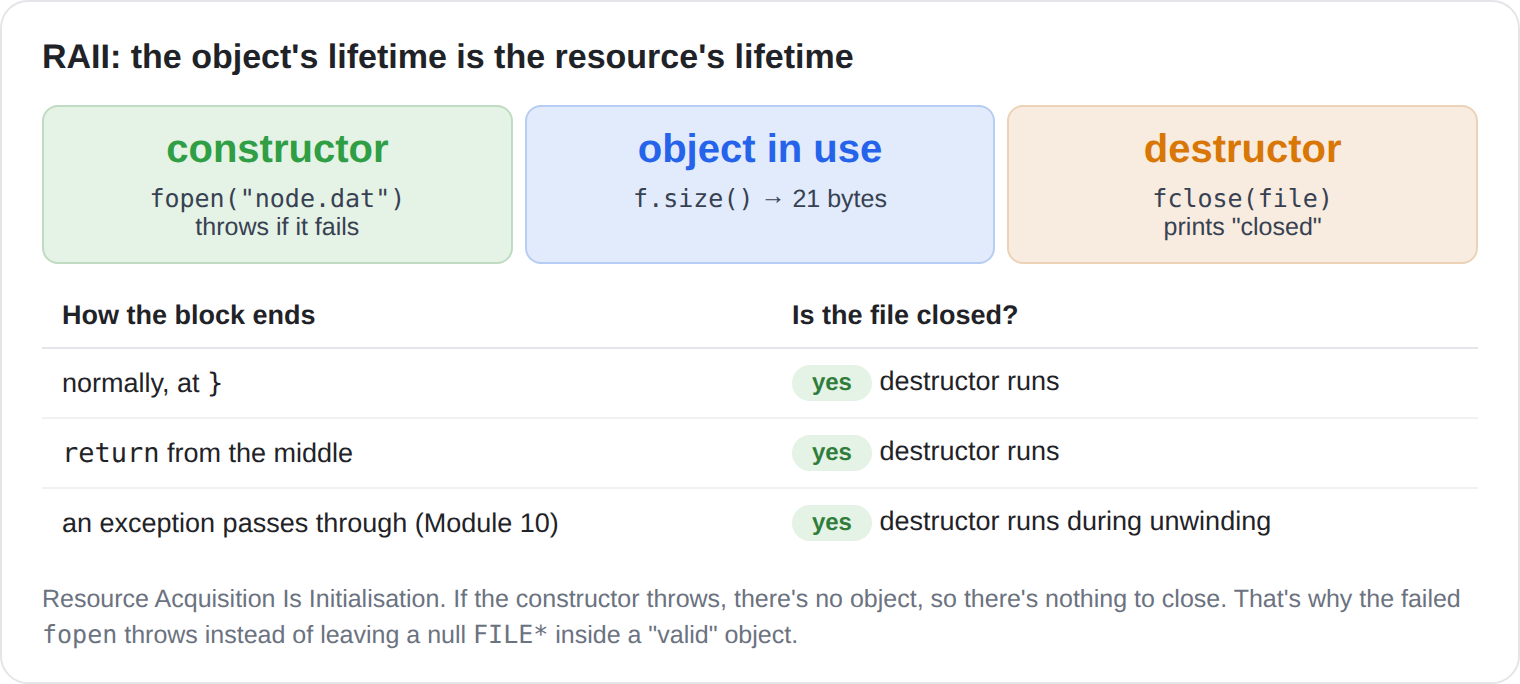 RAII: the object's lifetime is the resource's lifetime
constructor
fopen("node.dat")
throws if it fails
object in use
f.size() → 21 bytes
destructor
fclose(file)
prints "closed"
How the block ends
Is the file closed?
normally, at }
yes destructor runs
return from the middle
yes destructor runs
an exception passes through (Module 10)
yes destructor runs during unwinding
Resource Acquisition Is Initialisation. If the constructor throws, there's no object, so there's nothing to close. That's why the failed
fopen throws instead of leaving a null FILE* inside a "valid" object.